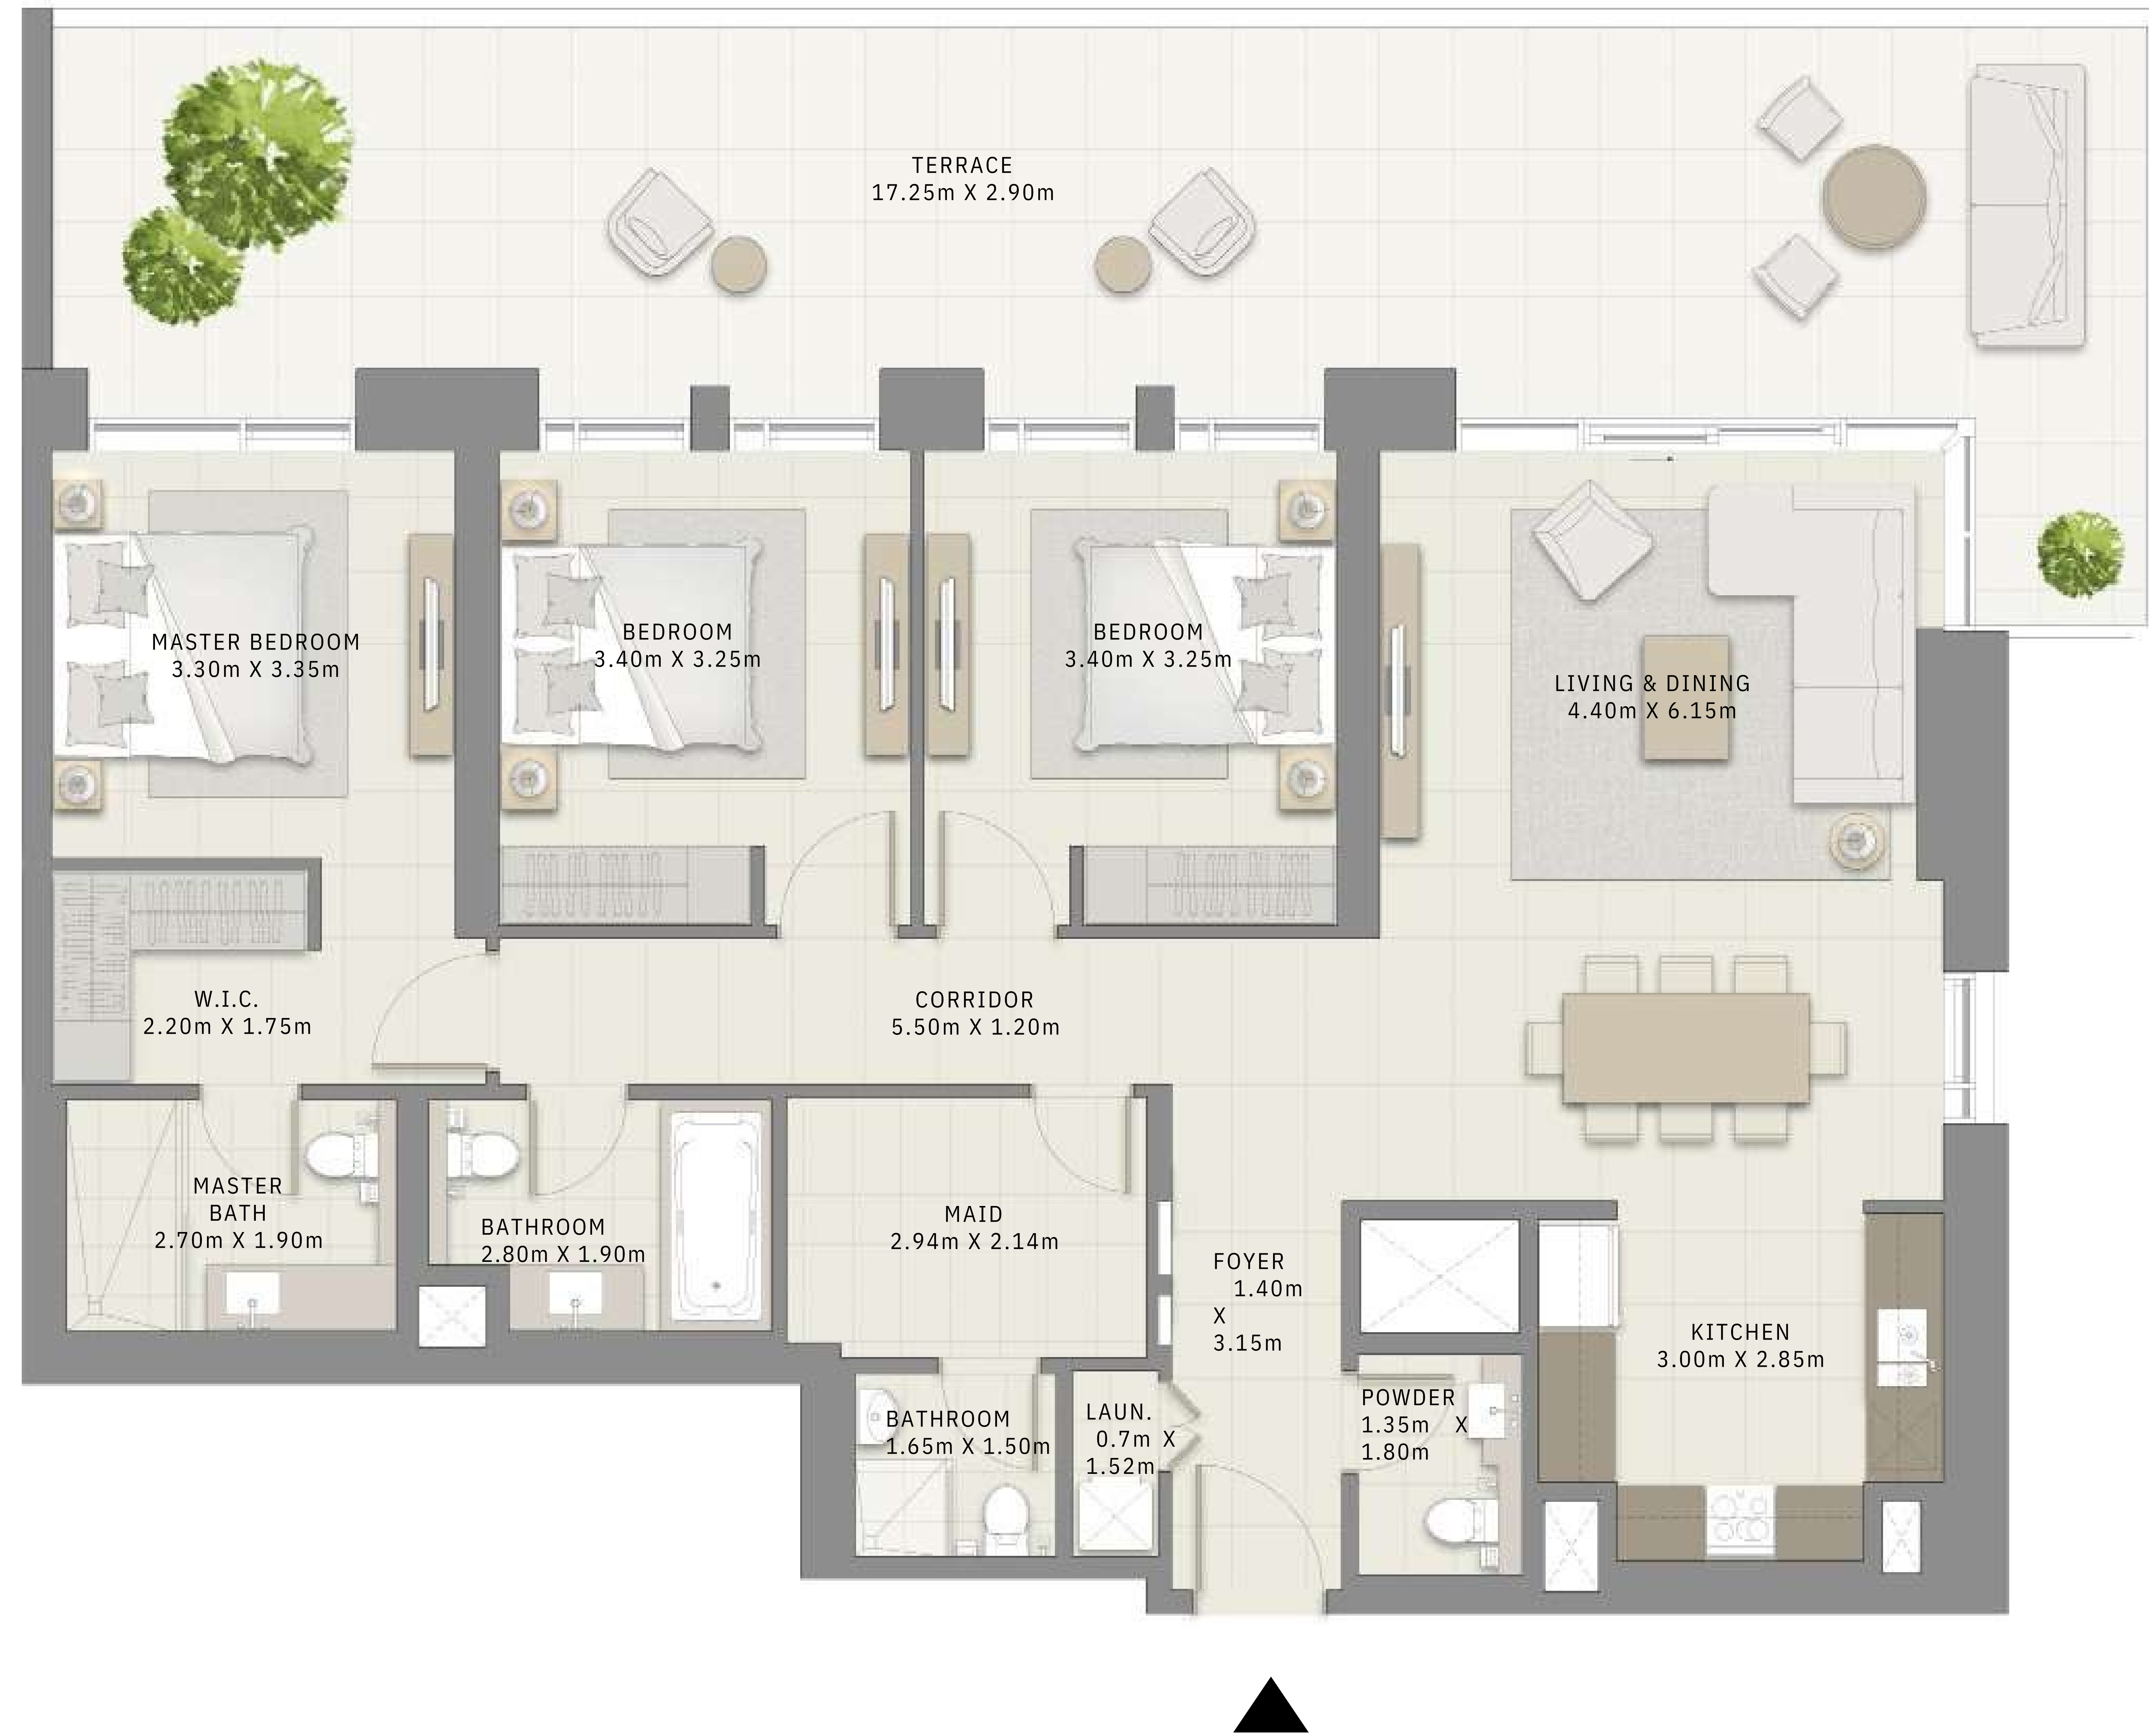 TERRACE
17.25m X 2.90m
MASTER BEDROOM
3.30m X 3.35m
BEDROOM
3.40m X 3.25m
BEDROOM
3.40m X 3.25m
LIVING & DINING
4.40m X 6.15m
W.I.C.
2.20m X 1.75m
CORRIDOR
5.50m X 1.20m
MASTER
BATH
2.70m X 1.90m
BATHROOM
2.80m X 1.90m
MAID
2.94m X 2.14m
FOYER
1.40m
X
3.15m
KITCHEN
3.00m X 2.85m
BATHROOM
1.65m X 1.50m
LAUN.
0.7m X
1.52m
POWDER
1.35m X
1.80m